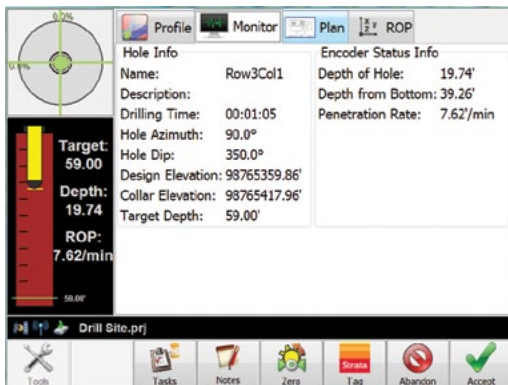 0.0%
0.0%
Profile Monitor Plan ROP
Hole Info
Name: Row3Col1
Description:
Drilling Time: 00:01:05
Hole Azimuth: 90.0°
Hole Dip: 350.0°
Design Elevation: 98765359.86'
Collar Elevation: 98765417.96'
Target Depth: 59.00'
Encoder Status Info
Depth of Hole: 19.74'
Depth from Bottom: 39.26'
Penetration Rate: 7.62'/min
Target:
59.00
Depth:
19.74
ROP:
7.62/min
59.00'
Drill Site.prj
Tools
Tasks
Notes
Zero
Strata
Tag
Abandon
Accept